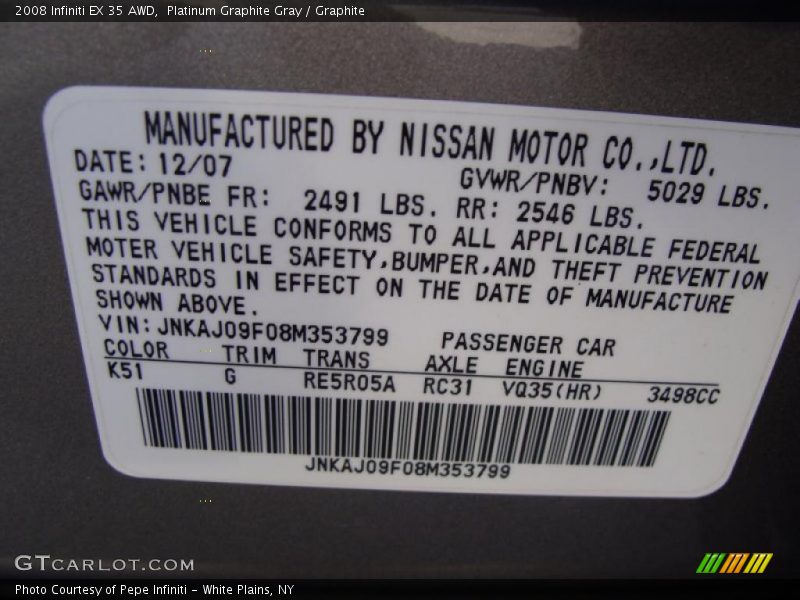 2008 Infiniti EX 35 AWD, Platinum Graphite Gray / Graphite
MANUFACTURED BY NISSAN MOTOR CO.,LTD.
DATE: 12/07 GVWR/PNBV: 5029 LBS.
GAWR/PNBE FR: 2491 LBS. RR: 2546 LBS.
THIS VEHICLE CONFORMS TO ALL APPLICABLE FEDERAL
MOTER VEHICLE SAFETY,BUMPER,AND THEFT PREVENTION
STANDARDS IN EFFECT ON THE DATE OF MANUFACTURE
SHOWN ABOVE.
VIN: JNKAJ09F08M353799 PASSENGER CAR
COLOR TRIM TRANS AXLE ENGINE
K51 G RE5R05A RC31 VQ35(HR) 3498CC
JNKAJ09F08M353799
GTCARLOT.COM
Photo Courtesy of Pepe Infiniti - White Plains, NY